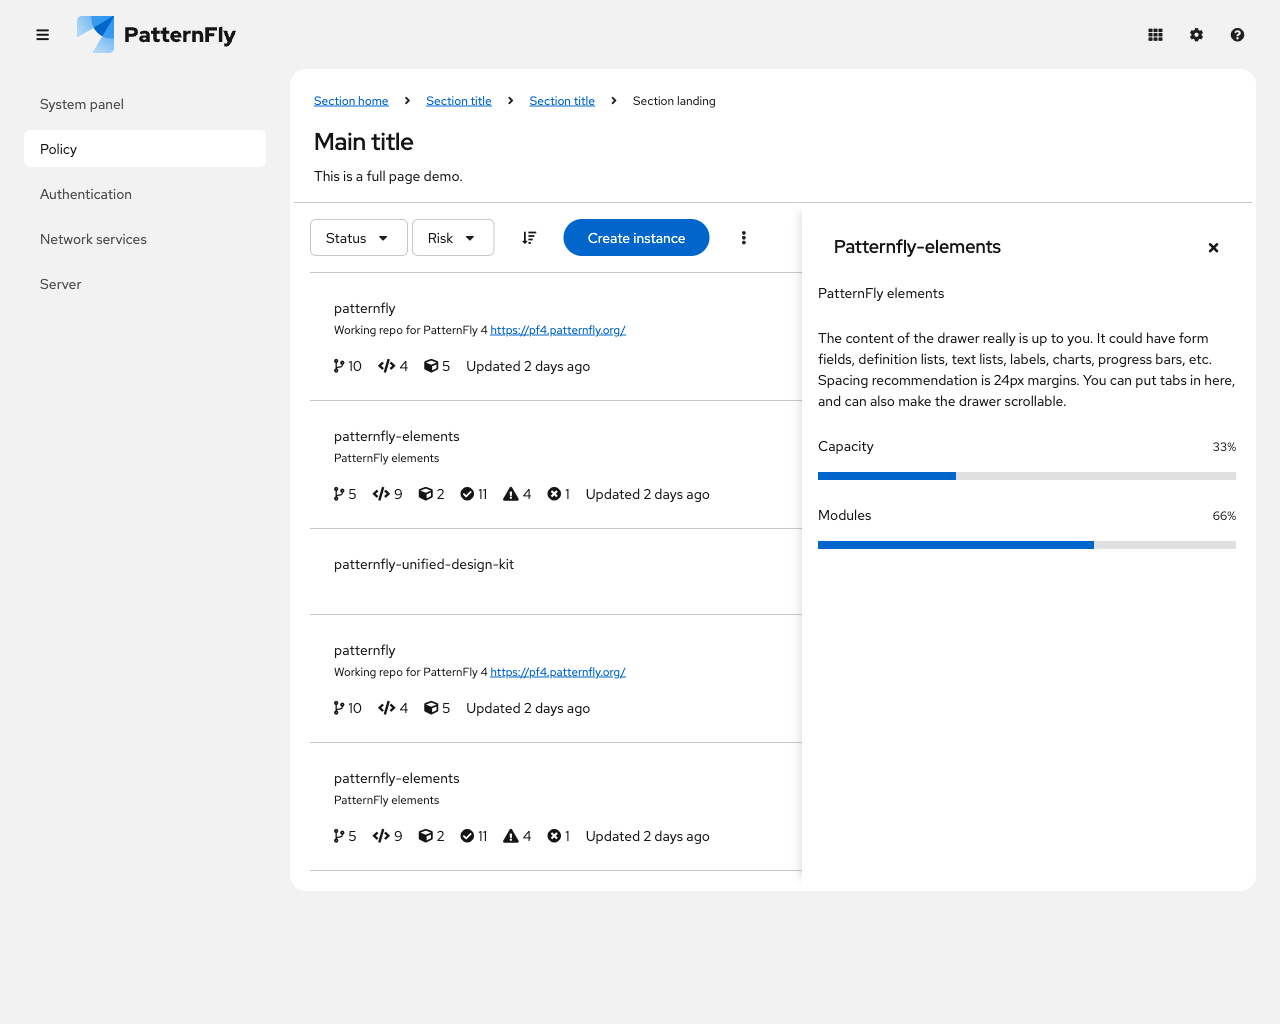 PatternFly
System panel
Policy
Authentication
Network services
Server
Section home Section title Section title Section landing
Main title
This is a full page demo.
Status Risk Create instance
patternfly
Working repo for PatternFly 4 https://pf4.patternfly.org/
10 4 5 Updated 2 days ago
patternfly-elements
PatternFly elements
5 9 2 11 4 1 Updated 2 days ago
patternfly-unified-design-kit
patternfly
Working repo for PatternFly 4 https://pf4.patternfly.org/
10 4 5 Updated 2 days ago
patternfly-elements
PatternFly elements
5 9 2 11 4 1 Updated 2 days ago
Patternfly-elements
PatternFly elements
The content of the drawer really is up to you. It could have form
fields, definition lists, text lists, labels, charts, progress bars, etc.
Spacing recommendation is 24px margins. You can put tabs in here,
and can also make the drawer scrollable.
Capacity 33%
Modules 66%